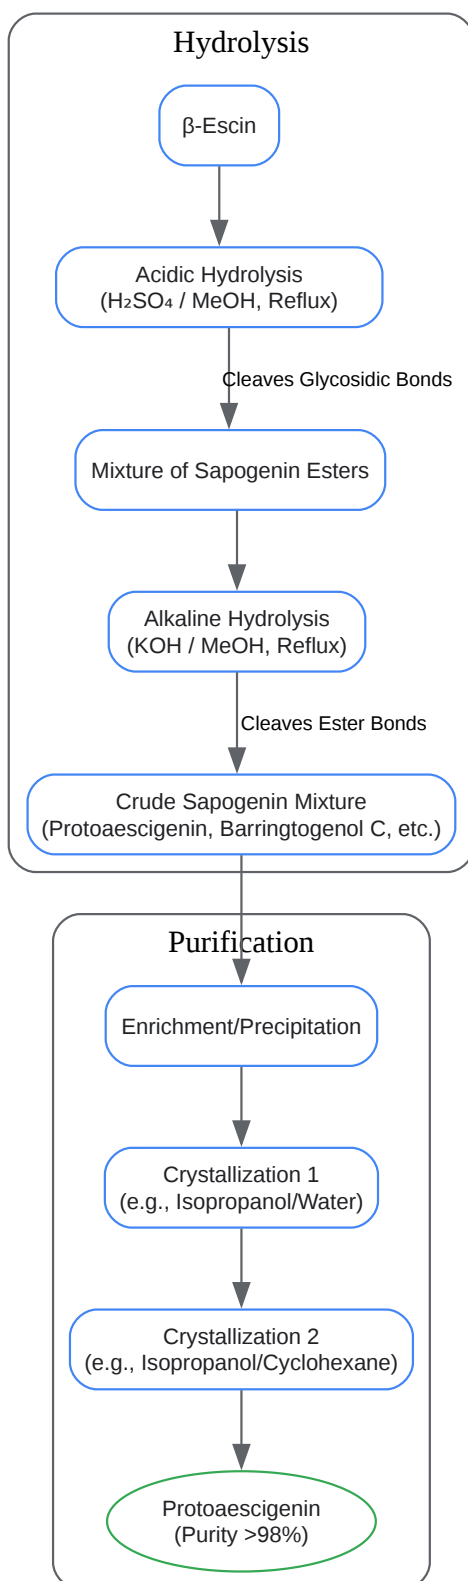 Hydrolysis
β-Escin
Acidic Hydrolysis
(H₂SO₄ / MeOH, Reflux)
Cleaves Glycosidic Bonds
Mixture of Sapogenin Esters
Alkaline Hydrolysis
(KOH / MeOH, Reflux)
Cleaves Ester Bonds
Crude Sapogenin Mixture
(Protoaescigenin, Barringtogenol C, etc.)
Purification
Enrichment/Precipitation
Crystallization 1
(e.g., Isopropanol/Water)
Crystallization 2
(e.g., Isopropanol/Cyclohexane)
Protoaescigenin
(Purity >98%)